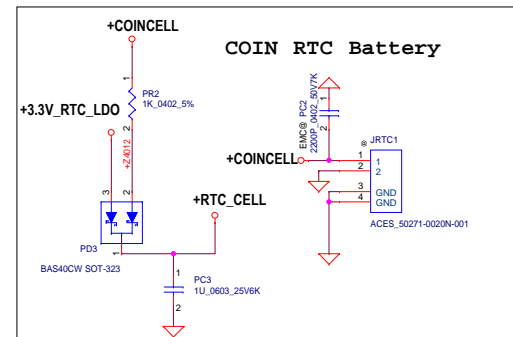 +COINCELL
COIN RTC Battery
1
PR2
1K_0402_5%
2
+Z4012
+3.3V_RTC_LDO
3
2
PD3
1
BAS40CW SOT-323
+RTC_CELL
1
PC3
1U_0603_25V6K
2
EMC@ PC2
2200P_0402_50V7K
1
2
+COINCELL
@ JRTC1
1 1
2 2
3 GND
4 GND
ACES_50271-0020N-001